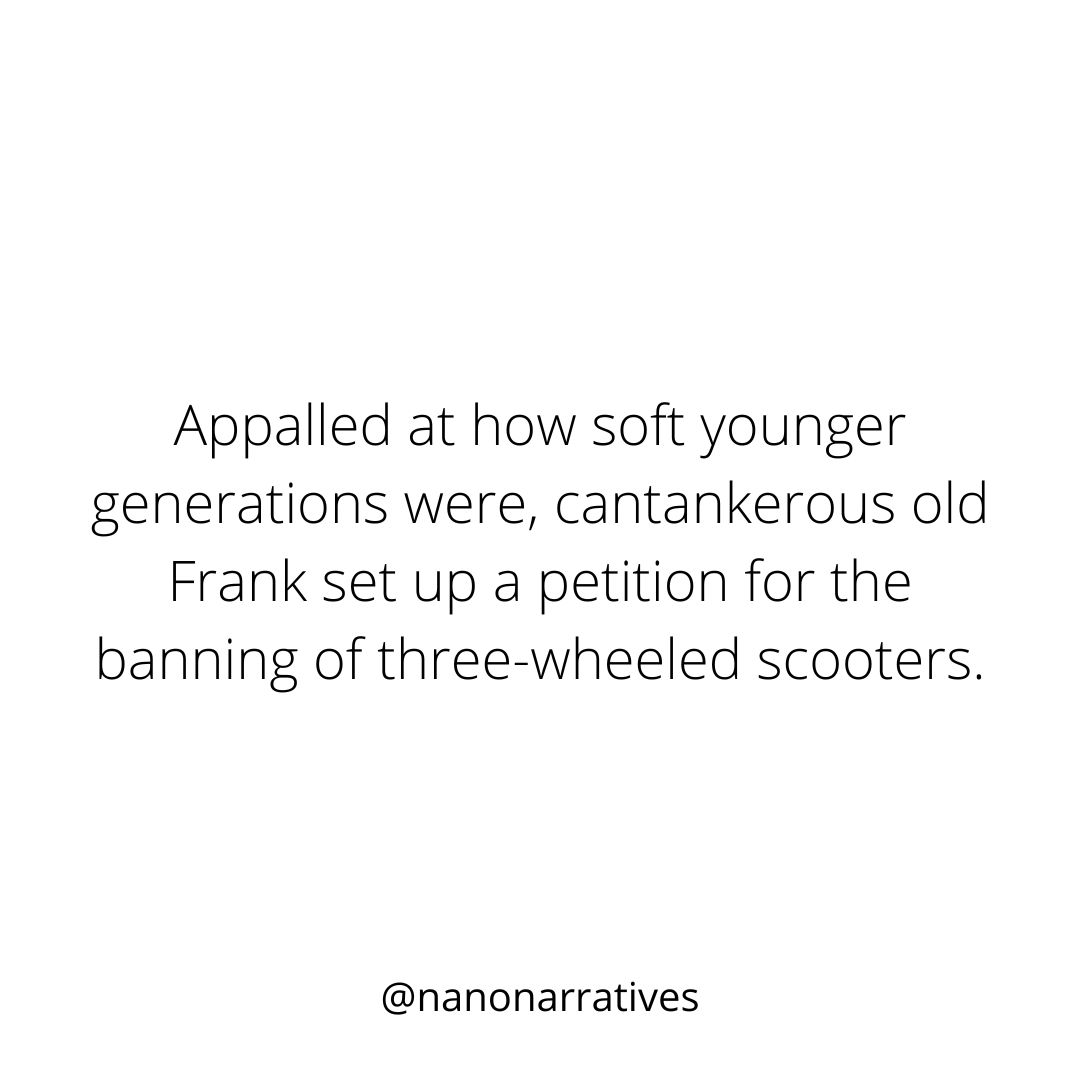 Appalled at how soft younger
generations were, cantankerous old
Frank set up a petition for the
banning of three-wheeled scooters.
@nanonarratives